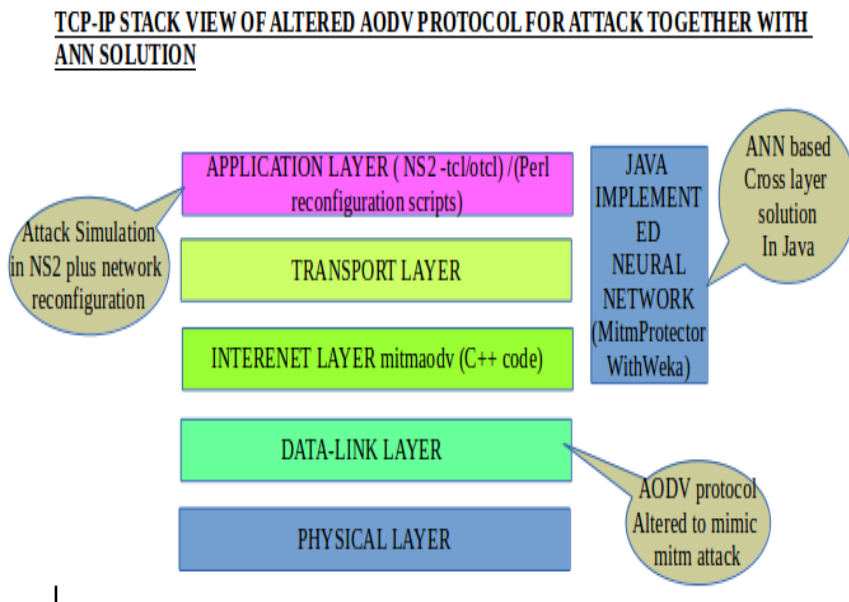 TCP-IP STACK VIEW OF ALTERED AODV PROTOCOL FOR ATTACK TOGETHER WITH
ANN SOLUTION
APPLICATION LAYER ( NS2 -tcl/otcl) /(Perl
reconfiguration scripts)
Attack Simulation
in NS2 plus network
reconfiguration
TRANSPORT LAYER
INTERENET LAYER mitmaodv (C++ code)
DATA-LINK LAYER
PHYSICAL LAYER
JAVA
IMPLEMENT
ED
NEURAL
NETWORK
(MitmProtector
WithWeka)
ANN based
Cross layer
solution
In Java
AODV protocol
Altered to mimic
mitm attack